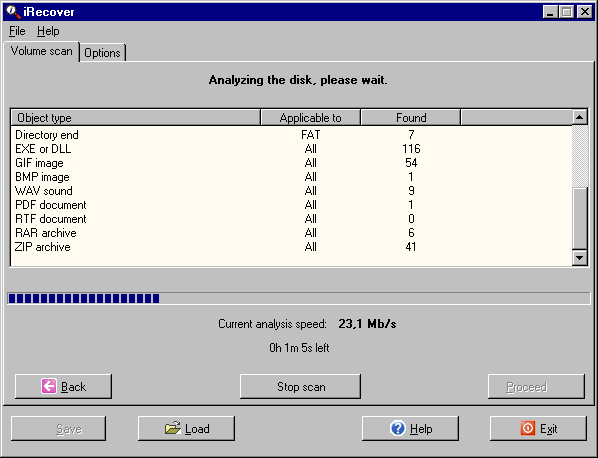 iRecover
File Help
Volume scan Options
Analyzing the disk, please wait.
Object type Applicable to Found
Directory end FAT 7
EXE or DLL All 116
GIF image All 54
BMP image All 1
WAV sound All 9
PDF document All 1
RTF document All 0
RAR archive All 6
ZIP archive All 41
Current analysis speed: 23,1 Mb/s
0h 1m 5s left
Back Stop scan Proceed
Save Load Help Exit